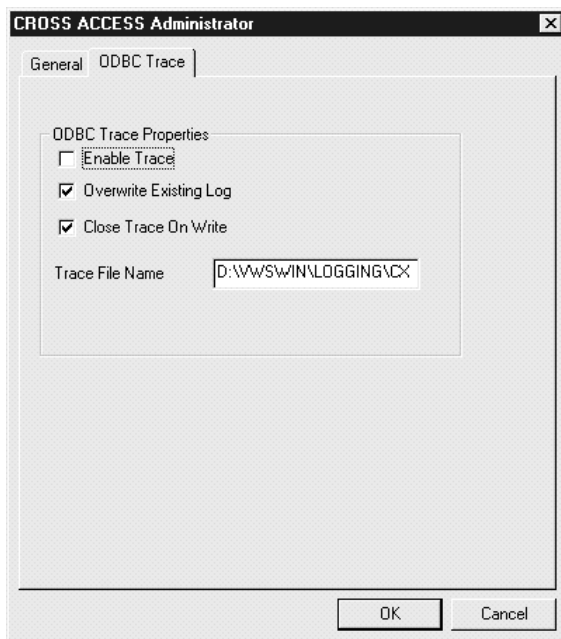 CROSS ACCESS Administrator
General ODBC Trace
ODBC Trace Properties
Enable Trace
Overwrite Existing Log
Close Trace On Write
Trace File Name D:\VWSWIN\LOGGING\CX
OK Cancel